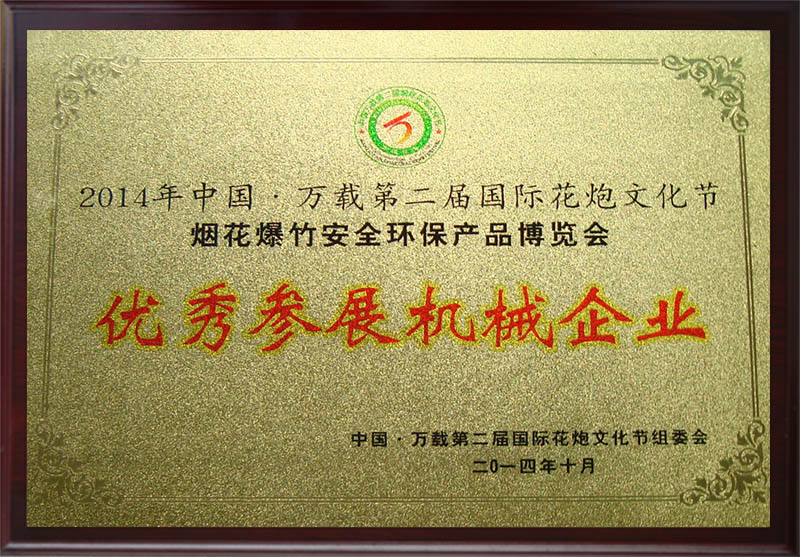 2014年中国·万载第二届国际花炮文化节
烟花爆竹安全环保产品博览会
优秀参展机械企业
中国·万载第二届国际花炮文化节组委会
二0一四年十月